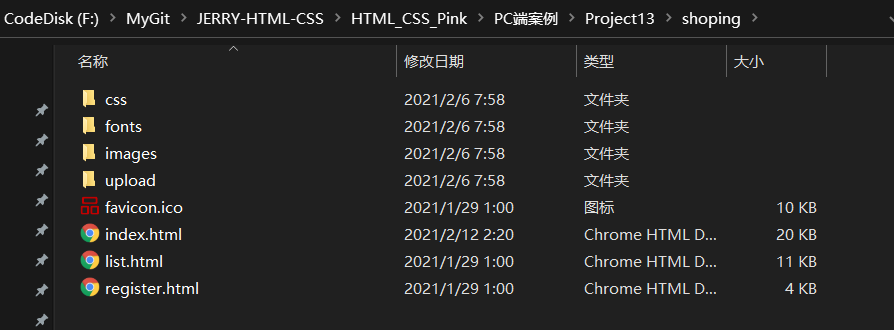 CodeDisk (F:) > MyGit > JERRY-HTML-CSS > HTML_CSS_Pink > PC端案例 > Project13 > shoping >
名称 修改日期 类型 大小
css 2021/2/6 7:58 文件夹
fonts 2021/2/6 7:58 文件夹
images 2021/2/6 7:58 文件夹
upload 2021/2/6 7:58 文件夹
favicon.ico 2021/1/29 1:00 图标 10 KB
index.html 2021/2/12 2:20 Chrome HTML D... 20 KB
list.html 2021/1/29 1:00 Chrome HTML D... 11 KB
register.html 2021/1/29 1:00 Chrome HTML D... 4 KB